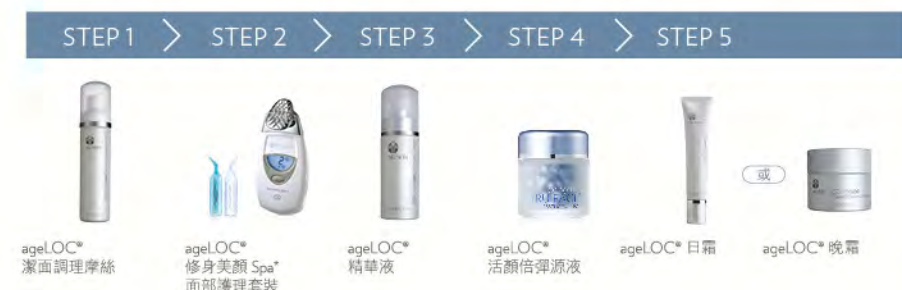 STEP 1 > STEP 2 > STEP 3 > STEP 4 > STEP 5
或
ageLOC®
潔面調理摩絲
ageLOC®
修身美顏 Spa⁺
面部護理套裝
ageLOC®
精華液
ageLOC®
活顏倍彈源液
ageLOC® 日霜
ageLOC® 晚霜